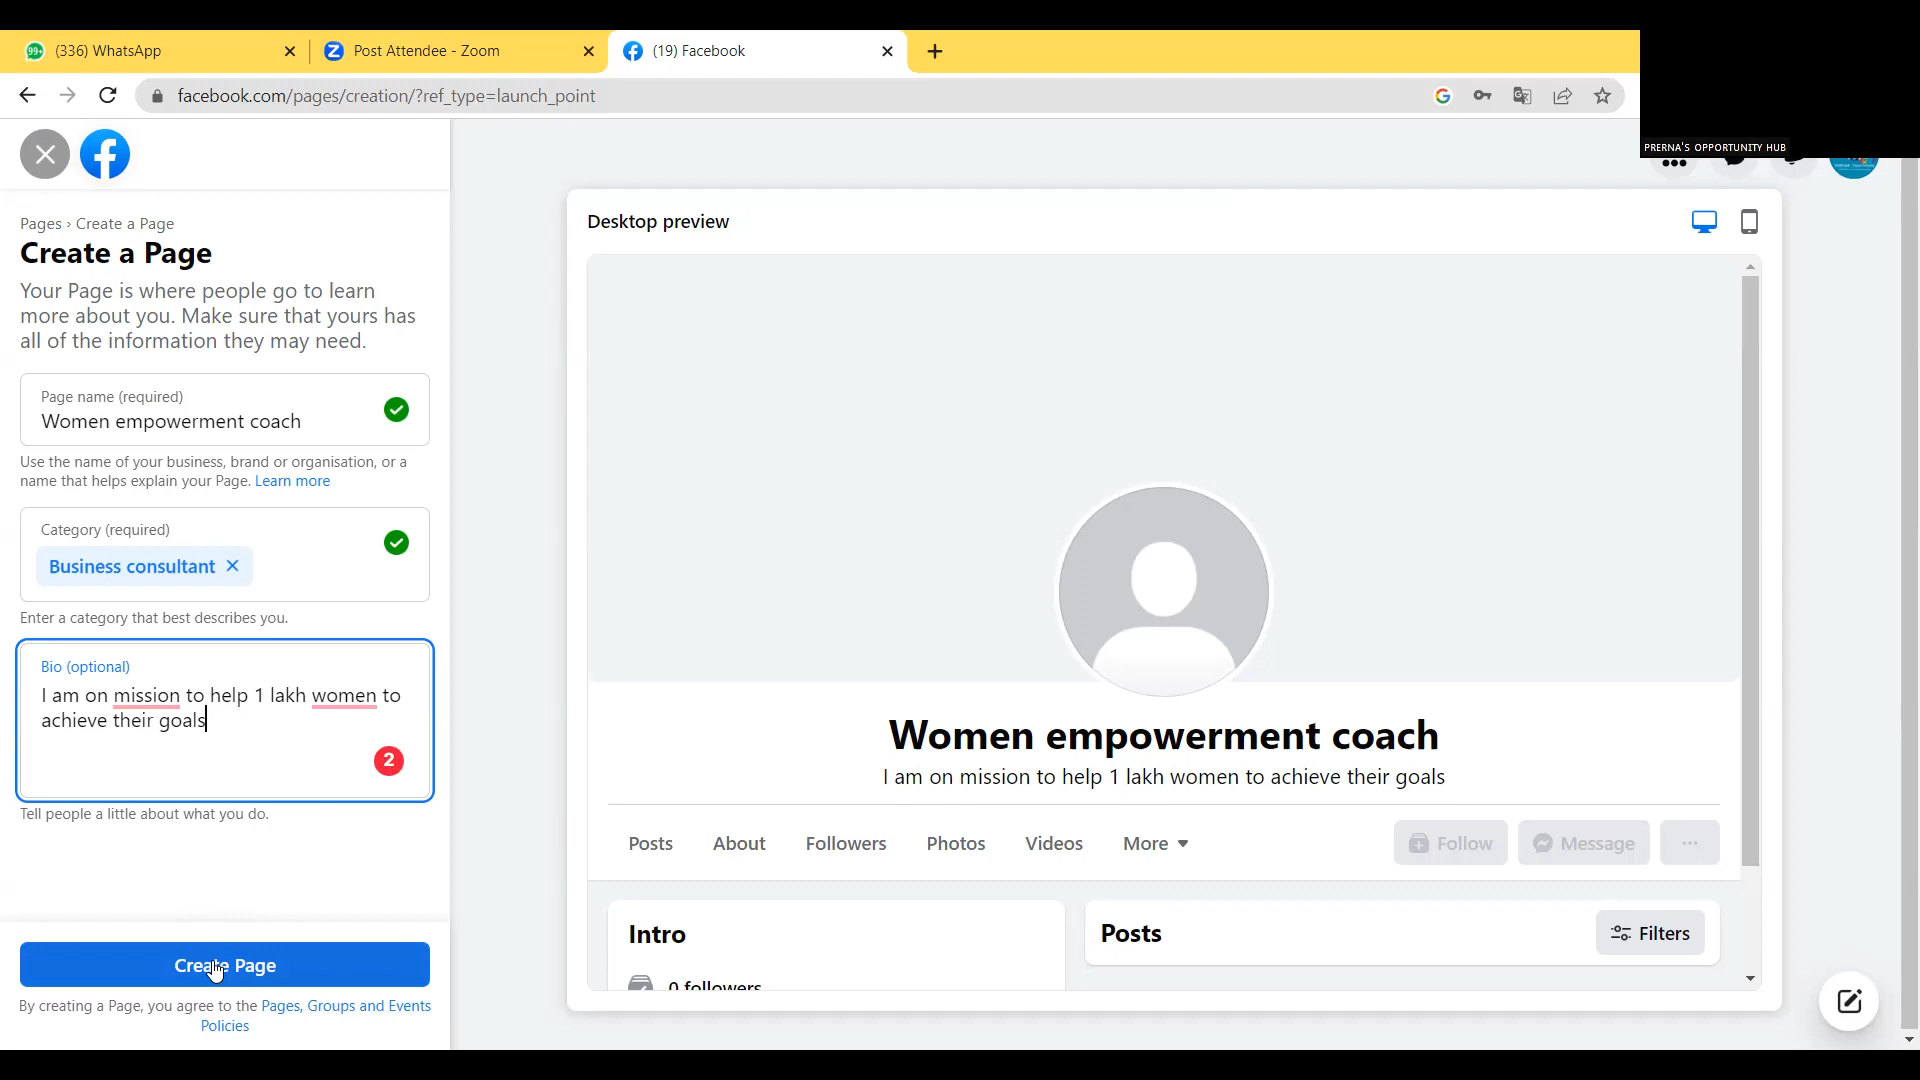 99+
(336) WhatsApp
Post Attendee - Zoom
(19) Facebook
facebook.com/pages/creation/?ref_type=launch_point
PRERNA'S OPPORTUNITY HUB
Pages › Create a Page
Create a Page
Your Page is where people go to learn
more about you. Make sure that yours has
all of the information they may need.
Page name (required)
Women empowerment coach
Use the name of your business, brand or organisation, or a
name that helps explain your Page. Learn more
Category (required)
Business consultant
Enter a category that best describes you.
Bio (optional)
I am on mission to help 1 lakh women to
achieve their goals
2
Tell people a little about what you do.
Create Page
By creating a Page, you agree to the Pages, Groups and Events
Policies
Desktop preview
Women empowerment coach
I am on mission to help 1 lakh women to achieve their goals
Posts About Followers Photos Videos More
Follow Message
Intro
0 followers
Posts
Filters